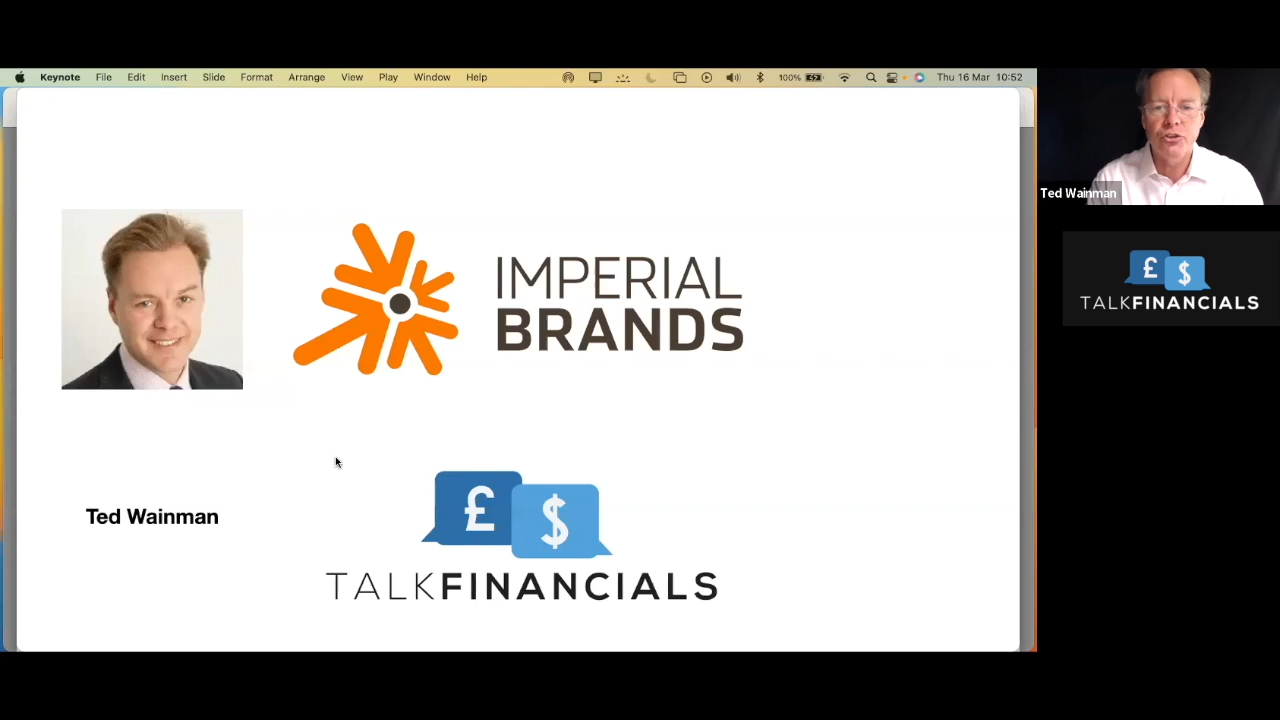 Keynote File Edit Insert Slide Format Arrange View Play Window Help 100% Thu 16 Mar 10:52
Ted Wainman
£ $
TALKFINANCIALS
IMPERIAL
BRANDS
£ $
Ted Wainman
TALKFINANCIALS